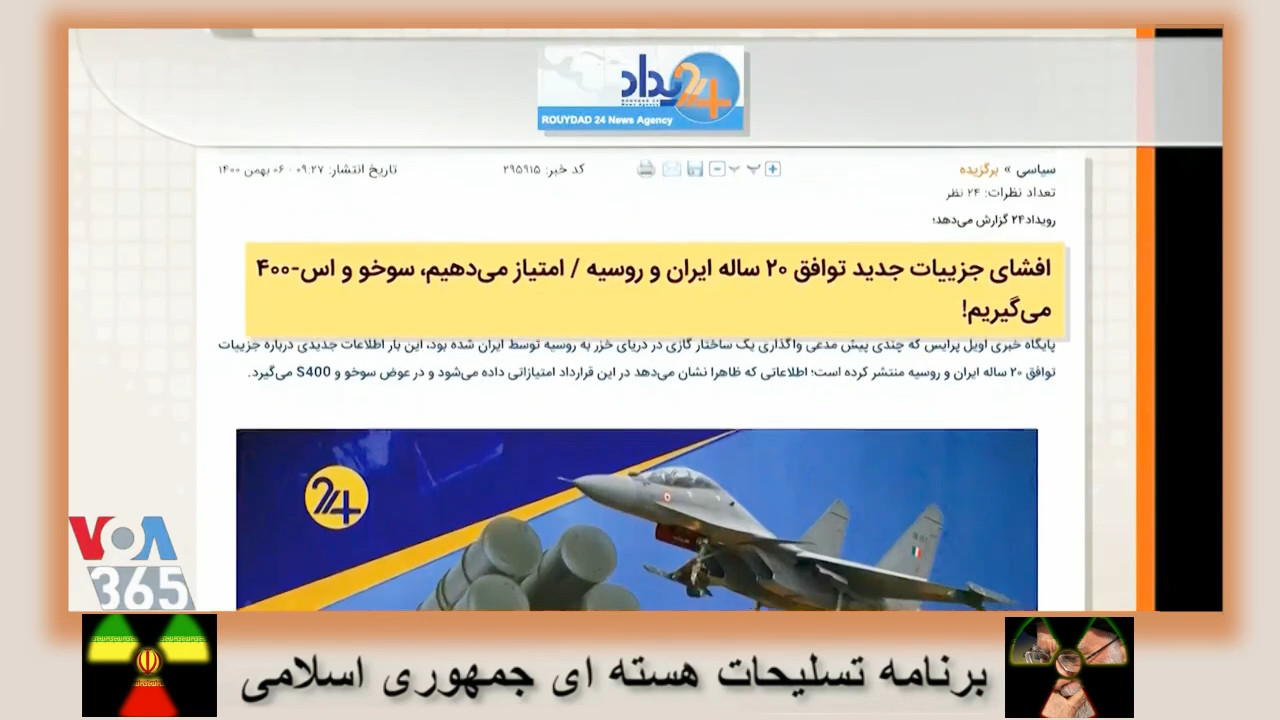 رویداد24
ROUYDAD 24
News Agency
ROUYDAD 24 News Agency
سیاسی » برگزیده
کد خبر: ۲۹۵۹۱۵
تاریخ انتشار: ۰۹:۲۷ - ۰۶ بهمن ۱۴۰۰
تعداد نظرات: ۲۴ نظر
رویداد۲۴ گزارش می‌دهد؛
افشای جزییات جدید توافق ۲۰ ساله ایران و روسیه / امتیاز می‌دهیم، سوخو و اس-۴۰۰
می‌گیریم!
پایگاه خبری اویل پرایس که چندی پیش مدعی واگذاری یک ساختار گازی در دریای خزر به روسیه توسط ایران شده بود، این بار اطلاعات جدیدی درباره جزییات
توافق ۲۰ ساله ایران و روسیه منتشر کرده است؛ اطلاعاتی که ظاهرا نشان می‌دهد در این قرارداد امتیازاتی داده می‌شود و در عوض سوخو و S400 می‌گیرد.
24
VOA
365
برنامه تسلیحات هسته ای جمهوری اسلامی